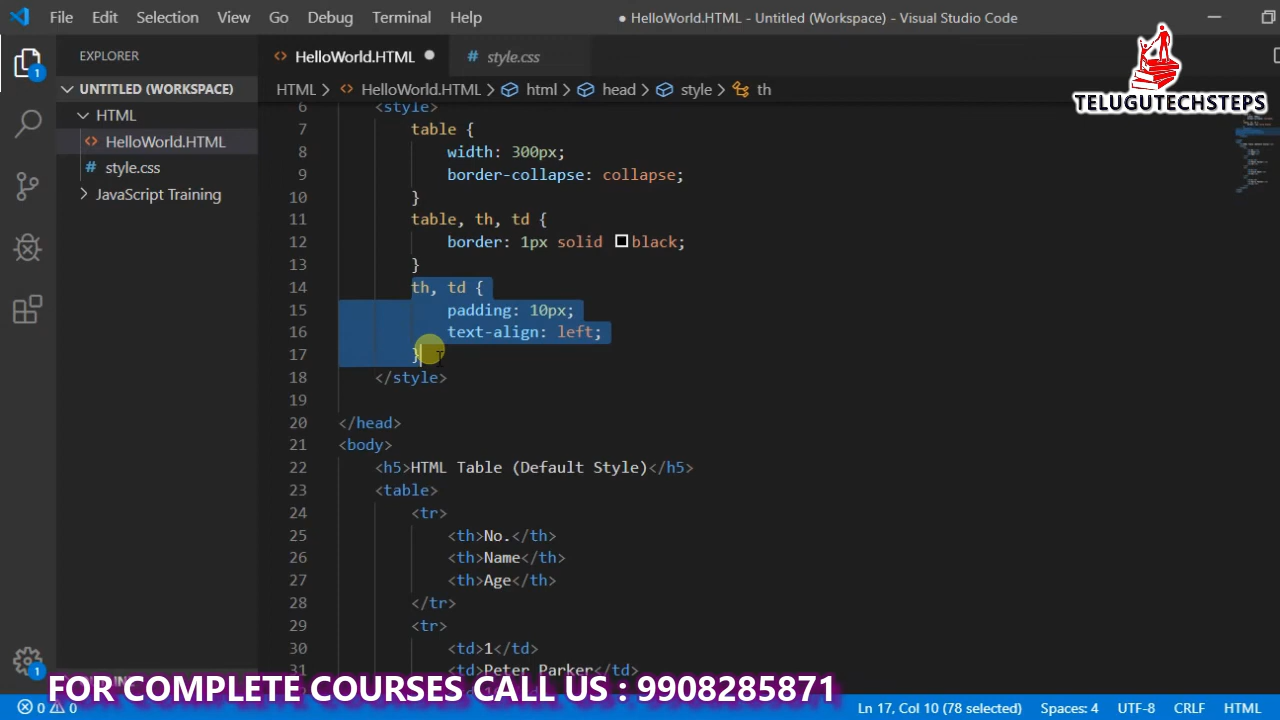 File Edit Selection View Go Debug Terminal Help
● HelloWorld.HTML - Untitled (Workspace) - Visual Studio Code
EXPLORER
HelloWorld.HTML
style.css
TELUGUTECHSTEPS
UNTITLED (WORKSPACE)
HTML
HelloWorld.HTML
style.css
JavaScript Training
HTML > HelloWorld.HTML > html > head > style > th
6 <style>
7 table {
8 width: 300px;
9 border-collapse: collapse;
10 }
11 table, th, td {
12 border: 1px solid black;
13 }
14 th, td {
15 padding: 10px;
16 text-align: left;
17 }
18 </style>
19
20 </head>
21 <body>
22 <h5>HTML Table (Default Style)</h5>
23 <table>
24 <tr>
25 <th>No.</th>
26 <th>Name</th>
27 <th>Age</th>
28 </tr>
29 <tr>
30 <td>1</td>
31 <td>Peter Parker</td>
1
1
FOR COMPLETE COURSES CALL US : 9908285871
0 0
Ln 17, Col 10 (78 selected) Spaces: 4 UTF-8 CRLF HTML